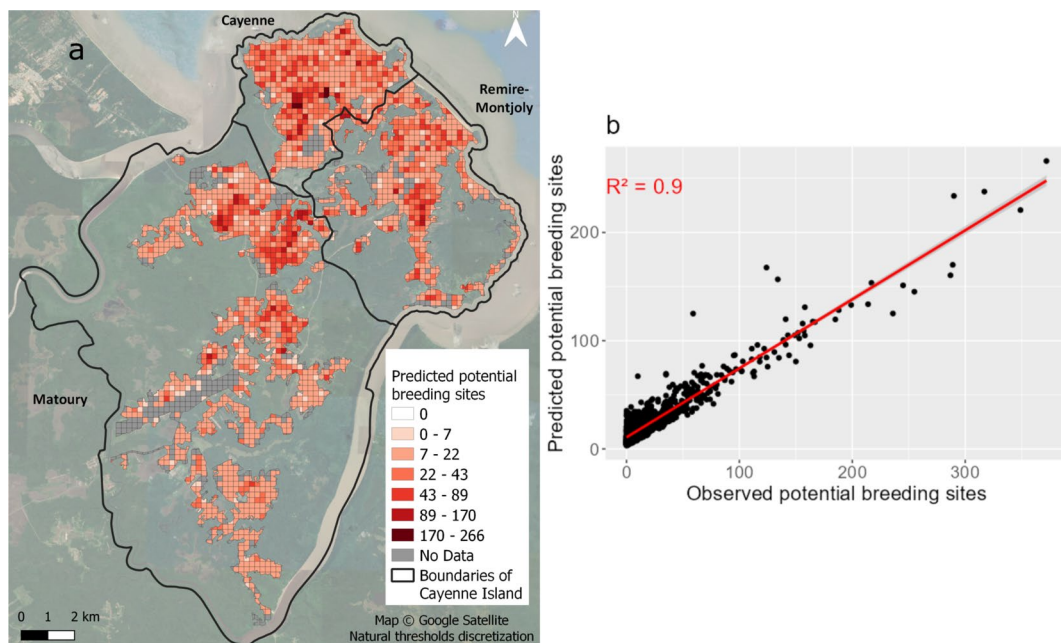 a
Cayenne
N
Remire-
Montjoly
Matoury
Predicted potential
breeding sites
0
0 - 7
7 - 22
22 - 43
43 - 89
89 - 170
170 - 266
No Data
Boundaries of
Cayenne Island
0 1 2 km
Map © Google Satellite
Natural thresholds discretization
b
R² = 0.9
Predicted potential breeding sites
200
100
0
0 100 200 300
Observed potential breeding sites